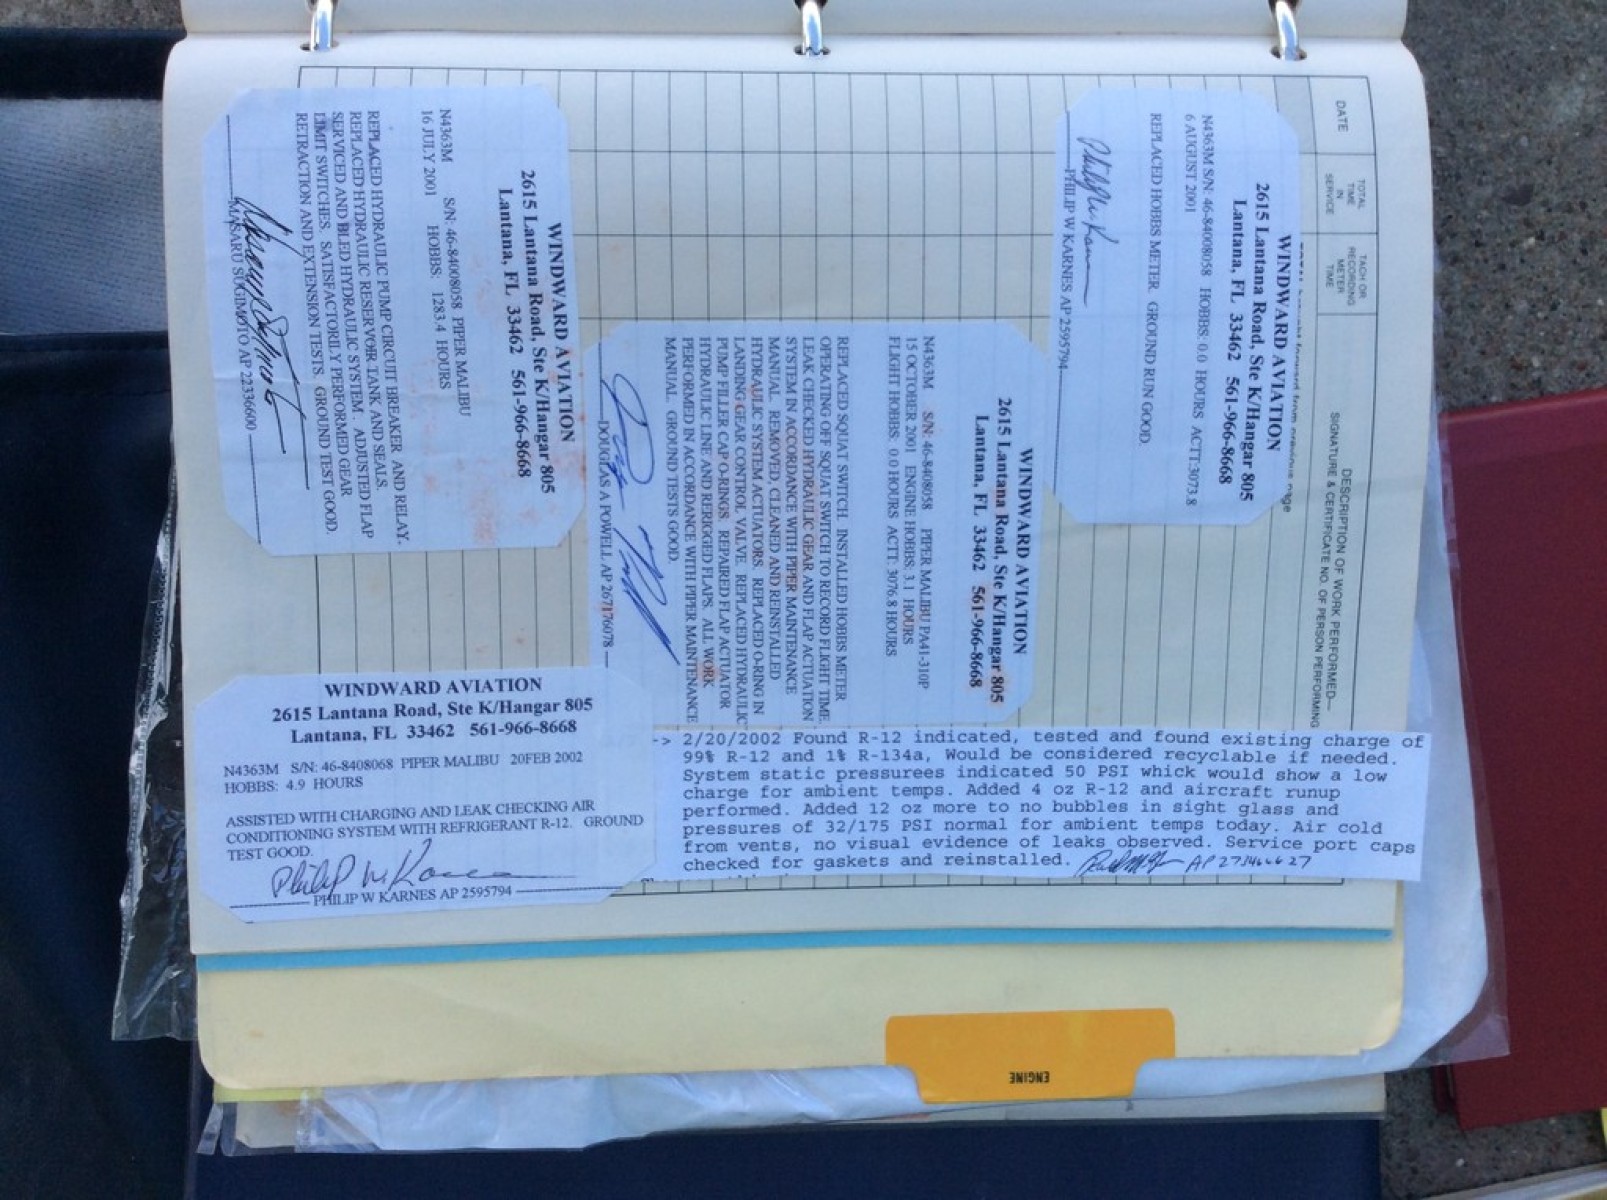 DATE
TOTAL
TIME
IN
SERVICE
TACH OR
RECORDING
METER
TIME
DESCRIPTION OF WORK PERFORMED—
SIGNATURE & CERTIFICATE NO. OF PERSON PERFORMING
brought forward from previous page
WINDWARD AVIATION
2615 Lantana Road, Ste K/Hangar 805
Lantana, FL 33462 561-966-8668
N4363M S/N: 46-84008058 HOBBS: 0.0 HOURS ACTT:3073.8
6 AUGUST 2001
REPLACED HOBBS METER. GROUND RUN GOOD.
PHILIP W KARNES AP 2595794
WINDWARD AVIATION
2615 Lantana Road, Ste K/Hangar 805
Lantana, FL 33462 561-966-8668
N4363M S/N: 46-8408058 PIPER MALIBU PA41-310P
15 OCTOBER 2001 ENGINE HOBBS: 3.1 HOURS
FLIGHT HOBBS: 0.0 HOURS ACTT: 3076.8 HOURS
REPLACED SQUAT SWITCH. INSTALLED HOBBS METER
OPERATING OFF SQUAT SWITCH TO RECORD FLIGHT TIME.
LEAK CHECKED HYDRAULIC GEAR AND FLAP ACTUATION
SYSTEM IN ACCORDANCE WITH PIPER MAINTENANCE
MANUAL. REMOVED, CLEANED AND REINSTALLED
HYDRAULIC SYSTEM ACTUATORS. REPLACED O-RING IN
LANDING GEAR CONTROL VALVE. REPLACED HYDRAULIC
PUMP FILLER CAP O-RINGS. REPAIRED FLAP ACTUATOR
HYDRAULIC LINE AND RERIGGED FLAPS. ALL WORK
PERFORMED IN ACCORDANCE WITH PIPER MAINTENANCE
MANUAL. GROUND TESTS GOOD.
DOUGLAS A POWELL AP 267176078
WINDWARD AVIATION
2615 Lantana Road, Ste K/Hangar 805
Lantana, FL 33462 561-966-8668
N4363M S/N: 46-84008058 PIPER MALIBU
16 JULY 2001 HOBBS: 1283.4 HOURS
REPLACED HYDRAULIC PUMP CIRCUIT BREAKER AND RELAY.
REPLACED HYDRAULIC RESERVOIR TANK AND SEALS.
SERVICED AND BLED HYDRAULIC SYSTEM. ADJUSTED FLAP
LIMIT SWITCHES. SATISFACTORILY PERFORMED GEAR
RETRACTION AND EXTENSION TESTS. GROUND TEST GOOD.
MASARU SUGIMOTO AP 22336600
WINDWARD AVIATION
2615 Lantana Road, Ste K/Hangar 805
Lantana, FL 33462 561-966-8668
N4363M S/N: 46-8408068 PIPER MALIBU 20FEB 2002
HOBBS: 4.9 HOURS
ASSISTED WITH CHARGING AND LEAK CHECKING AIR
CONDITIONING SYSTEM WITH REFRIGERANT R-12. GROUND
TEST GOOD.
PHILIP W KARNES AP 2595794
-> 2/20/2002 Found R-12 indicated, tested and found existing charge of
99% R-12 and 1% R-134a, Would be considered recyclable if needed.
System static pressurees indicated 50 PSI whick would show a low
charge for ambient temps. Added 4 oz R-12 and aircraft runup
performed. Added 12 oz more to no bubbles in sight glass and
pressures of 32/175 PSI normal for ambient temps today. Air cold
from vents, no visual evidence of leaks observed. Service port caps
checked for gaskets and reinstalled.
ENGINE